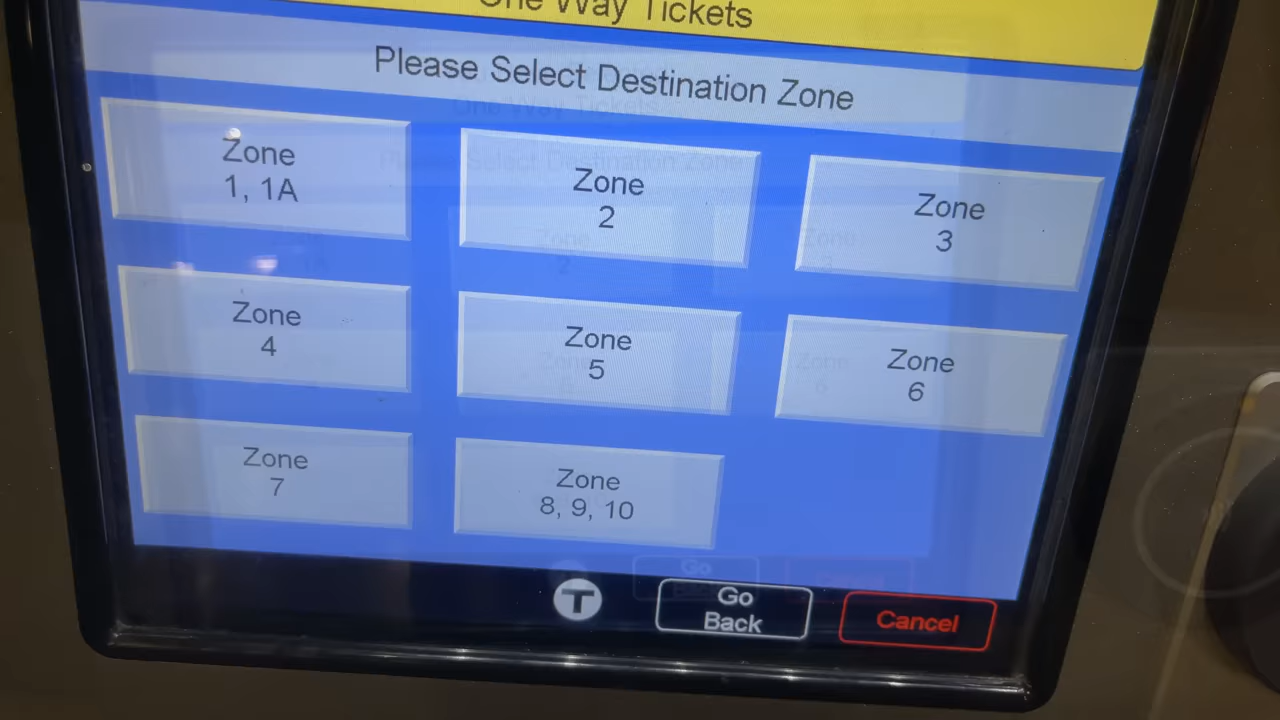 One Way Tickets
Please Select Destination Zone
Zone
1, 1A
Zone
2
Zone
3
Zone
4
Zone
5
Zone
6
Zone
7
Zone
8, 9, 10
T
Go
Back
Cancel